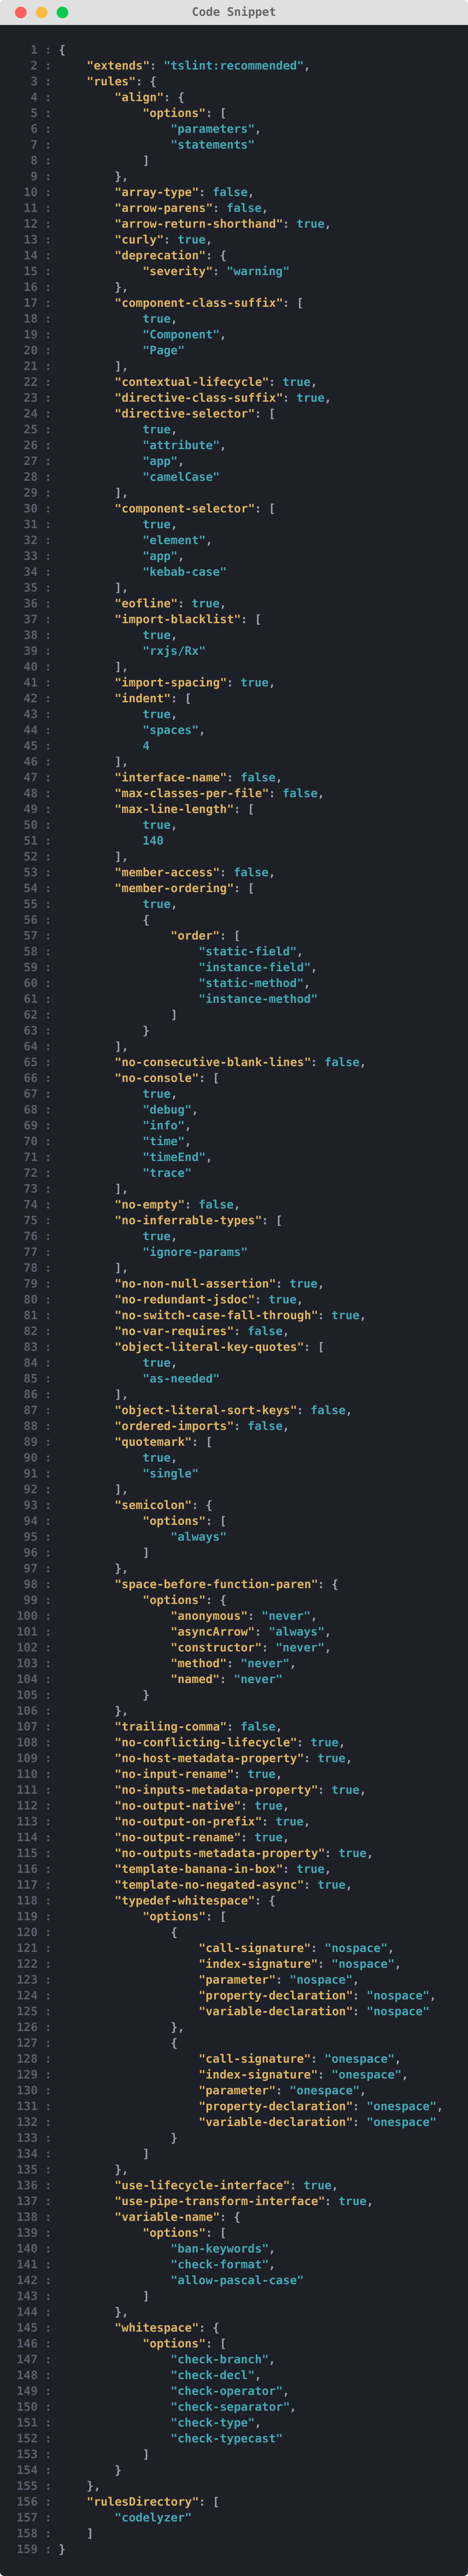 Code Snippet
1 : {
2 :     "extends": "tslint:recommended",
3 :     "rules": {
4 :         "align": {
5 :             "options": [
6 :                 "parameters",
7 :                 "statements"
8 :             ]
9 :         },
10 :         "array-type": false,
11 :         "arrow-parens": false,
12 :         "arrow-return-shorthand": true,
13 :         "curly": true,
14 :         "deprecation": {
15 :             "severity": "warning"
16 :         },
17 :         "component-class-suffix": [
18 :             true,
19 :             "Component",
20 :             "Page"
21 :         ],
22 :         "contextual-lifecycle": true,
23 :         "directive-class-suffix": true,
24 :         "directive-selector": [
25 :             true,
26 :             "attribute",
27 :             "app",
28 :             "camelCase"
29 :         ],
30 :         "component-selector": [
31 :             true,
32 :             "element",
33 :             "app",
34 :             "kebab-case"
35 :         ],
36 :         "eofline": true,
37 :         "import-blacklist": [
38 :             true,
39 :             "rxjs/Rx"
40 :         ],
41 :         "import-spacing": true,
42 :         "indent": [
43 :             true,
44 :             "spaces",
45 :             4
46 :         ],
47 :         "interface-name": false,
48 :         "max-classes-per-file": false,
49 :         "max-line-length": [
50 :             true,
51 :             140
52 :         ],
53 :         "member-access": false,
54 :         "member-ordering": [
55 :             true,
56 :             {
57 :                 "order": [
58 :                     "static-field",
59 :                     "instance-field",
60 :                     "static-method",
61 :                     "instance-method"
62 :                 ]
63 :             }
64 :         ],
65 :         "no-consecutive-blank-lines": false,
66 :         "no-console": [
67 :             true,
68 :             "debug",
69 :             "info",
70 :             "time",
71 :             "timeEnd",
72 :             "trace"
73 :         ],
74 :         "no-empty": false,
75 :         "no-inferrable-types": [
76 :             true,
77 :             "ignore-params"
78 :         ],
79 :         "no-non-null-assertion": true,
80 :         "no-redundant-jsdoc": true,
81 :         "no-switch-case-fall-through": true,
82 :         "no-var-requires": false,
83 :         "object-literal-key-quotes": [
84 :             true,
85 :             "as-needed"
86 :         ],
87 :         "object-literal-sort-keys": false,
88 :         "ordered-imports": false,
89 :         "quotemark": [
90 :             true,
91 :             "single"
92 :         ],
93 :         "semicolon": {
94 :             "options": [
95 :                 "always"
96 :             ]
97 :         },
98 :         "space-before-function-paren": {
99 :             "options": {
100 :                 "anonymous": "never",
101 :                 "asyncArrow": "always",
102 :                 "constructor": "never",
103 :                 "method": "never",
104 :                 "named": "never"
105 :             }
106 :         },
107 :         "trailing-comma": false,
108 :         "no-conflicting-lifecycle": true,
109 :         "no-host-metadata-property": true,
110 :         "no-input-rename": true,
111 :         "no-inputs-metadata-property": true,
112 :         "no-output-native": true,
113 :         "no-output-on-prefix": true,
114 :         "no-output-rename": true,
115 :         "no-outputs-metadata-property": true,
116 :         "template-banana-in-box": true,
117 :         "template-no-negated-async": true,
118 :         "typedef-whitespace": {
119 :             "options": [
120 :                 {
121 :                     "call-signature": "nospace",
122 :                     "index-signature": "nospace",
123 :                     "parameter": "nospace",
124 :                     "property-declaration": "nospace",
125 :                     "variable-declaration": "nospace"
126 :                 },
127 :                 {
128 :                     "call-signature": "onespace",
129 :                     "index-signature": "onespace",
130 :                     "parameter": "onespace",
131 :                     "property-declaration": "onespace",
132 :                     "variable-declaration": "onespace"
133 :                 }
134 :             ]
135 :         },
136 :         "use-lifecycle-interface": true,
137 :         "use-pipe-transform-interface": true,
138 :         "variable-name": {
139 :             "options": [
140 :                 "ban-keywords",
141 :                 "check-format",
142 :                 "allow-pascal-case"
143 :             ]
144 :         },
145 :         "whitespace": {
146 :             "options": [
147 :                 "check-branch",
148 :                 "check-decl",
149 :                 "check-operator",
150 :                 "check-separator",
151 :                 "check-type",
152 :                 "check-typecast"
153 :             ]
154 :         }
155 :     },
156 :     "rulesDirectory": [
157 :         "codelyzer"
158 :     ]
159 : }